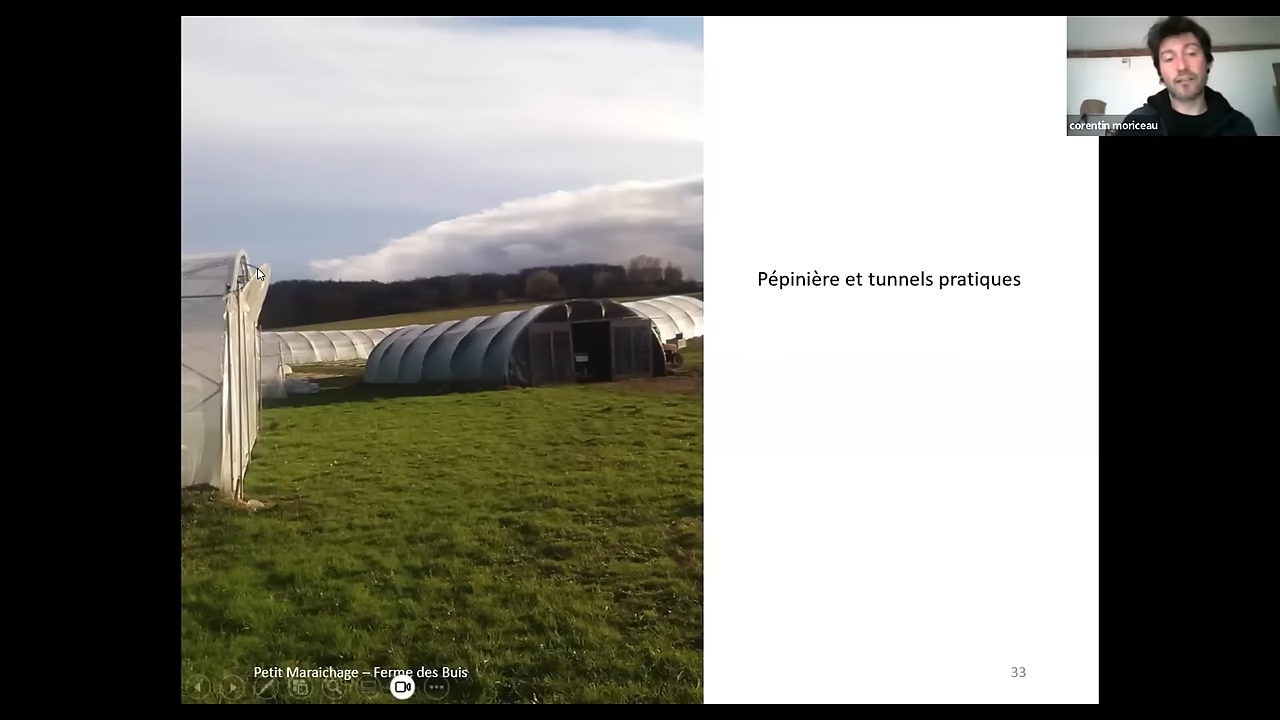 corentin moriceau
Pépinière et tunnels pratiques
Petit Maraichage – Ferme des Buis
33